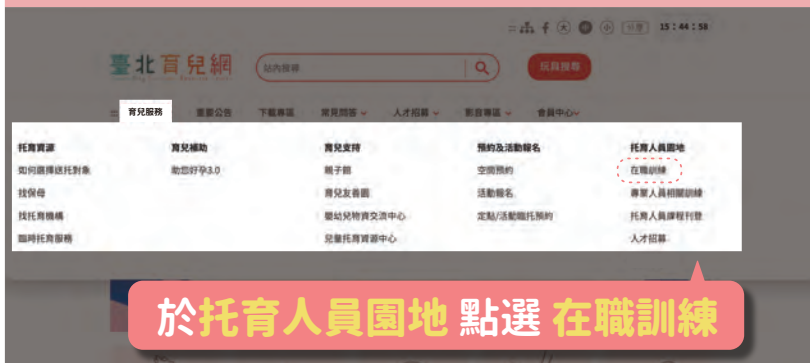 大 中 小 15:44:58
臺北育兒網
站內搜尋
玩具搜尋
育兒服務 重要公告 下載專區 常見問答 人才招募 影音專區 會員中心
托育資源 育兒補助 育兒支持 預約及活動報名 托育人員園地
如何選擇送托對象 助您好孕3.0 親子館 空間預約 在職訓練
找保母 育兒友善園 活動報名 專業人員相關訓練
找托育機構 嬰幼兒物資交流中心 定點/活動臨托預約 托育人員課程刊登
臨時托育服務 兒童托育資源中心 人才招募
於托育人員園地 點選 在職訓練